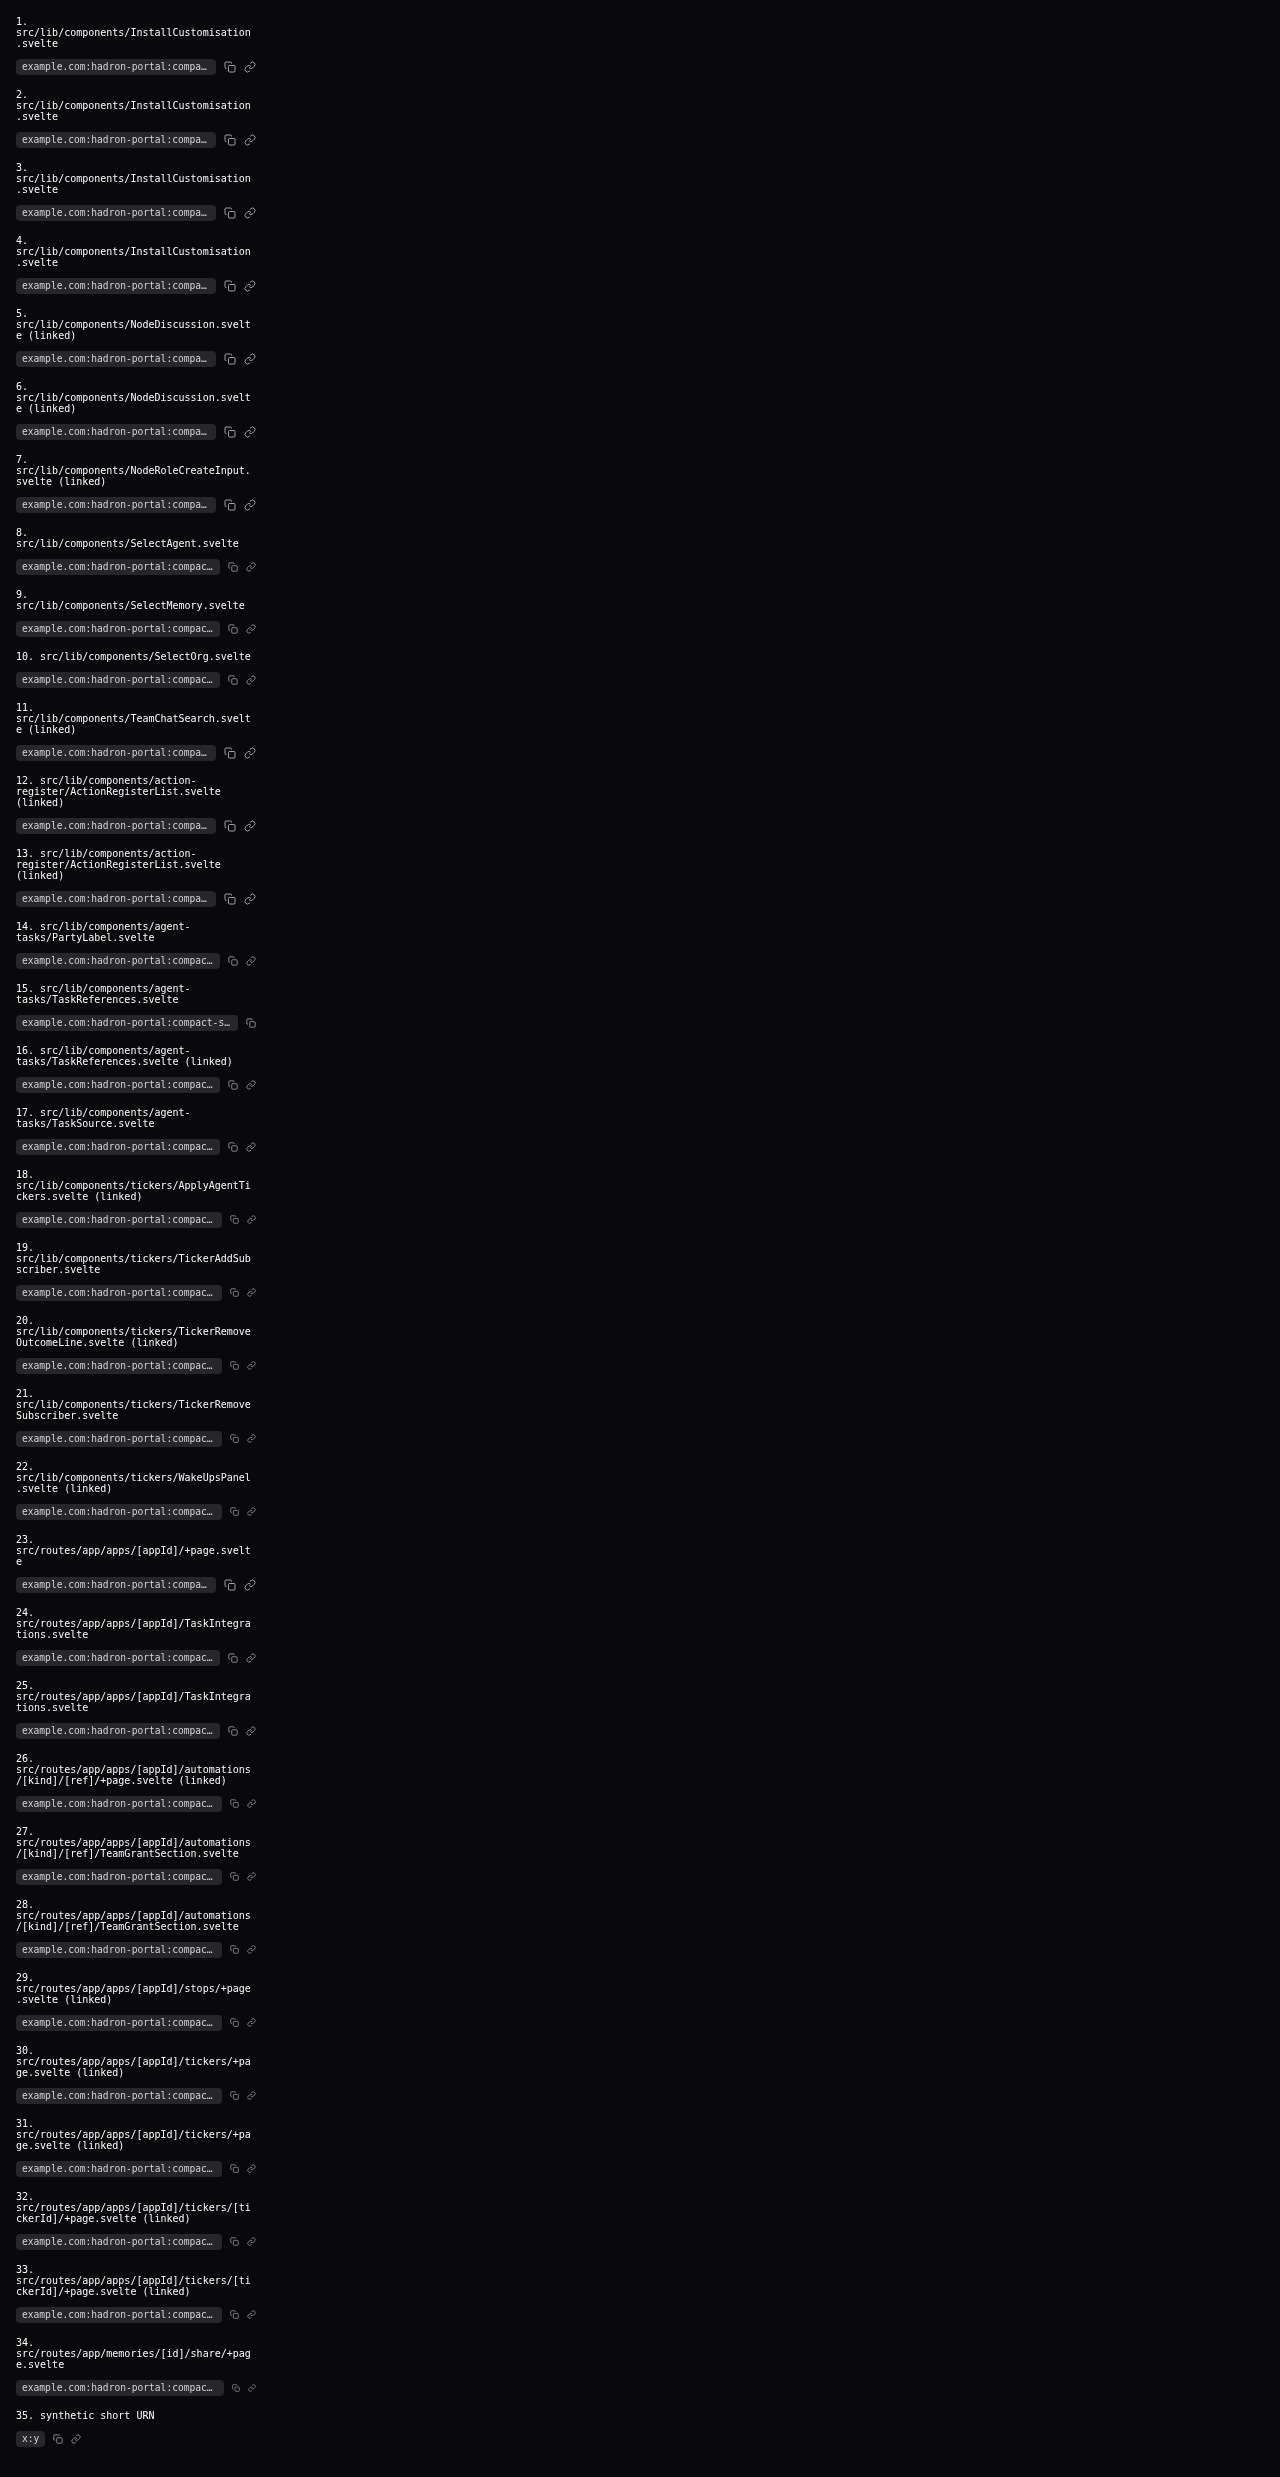 1.
src/lib/components/InstallCustomisation
.svelte
example.com:hadron-portal:compa…
2.
src/lib/components/InstallCustomisation
.svelte
example.com:hadron-portal:compa…
3.
src/lib/components/InstallCustomisation
.svelte
example.com:hadron-portal:compa…
4.
src/lib/components/InstallCustomisation
.svelte
example.com:hadron-portal:compa…
5.
src/lib/components/NodeDiscussion.svelt
e (linked)
example.com:hadron-portal:compa…
6.
src/lib/components/NodeDiscussion.svelt
e (linked)
example.com:hadron-portal:compa…
7.
src/lib/components/NodeRoleCreateInput.
svelte (linked)
example.com:hadron-portal:compa…
8.
src/lib/components/SelectAgent.svelte
example.com:hadron-portal:compac…
9.
src/lib/components/SelectMemory.svelte
example.com:hadron-portal:compac…
10. src/lib/components/SelectOrg.svelte
example.com:hadron-portal:compac…
11.
src/lib/components/TeamChatSearch.svelt
e (linked)
example.com:hadron-portal:compa…
12. src/lib/components/action-
register/ActionRegisterList.svelte
(linked)
example.com:hadron-portal:compa…
13. src/lib/components/action-
register/ActionRegisterList.svelte
(linked)
example.com:hadron-portal:compa…
14. src/lib/components/agent-
tasks/PartyLabel.svelte
example.com:hadron-portal:compac…
15. src/lib/components/agent-
tasks/TaskReferences.svelte
example.com:hadron-portal:compact-s…
16. src/lib/components/agent-
tasks/TaskReferences.svelte (linked)
example.com:hadron-portal:compac…
17. src/lib/components/agent-
tasks/TaskSource.svelte
example.com:hadron-portal:compac…
18.
src/lib/components/tickers/ApplyAgentTi
ckers.svelte (linked)
example.com:hadron-portal:compac…
19.
src/lib/components/tickers/TickerAddSub
scriber.svelte
example.com:hadron-portal:compac…
20.
src/lib/components/tickers/TickerRemove
OutcomeLine.svelte (linked)
example.com:hadron-portal:compac…
21.
src/lib/components/tickers/TickerRemove
Subscriber.svelte
example.com:hadron-portal:compac…
22.
src/lib/components/tickers/WakeUpsPanel
.svelte (linked)
example.com:hadron-portal:compac…
23.
src/routes/app/apps/[appId]/+page.svelt
e
example.com:hadron-portal:compa…
24.
src/routes/app/apps/[appId]/TaskIntegra
tions.svelte
example.com:hadron-portal:compac…
25.
src/routes/app/apps/[appId]/TaskIntegra
tions.svelte
example.com:hadron-portal:compac…
26.
src/routes/app/apps/[appId]/automations
/[kind]/[ref]/+page.svelte (linked)
example.com:hadron-portal:compac…
27.
src/routes/app/apps/[appId]/automations
/[kind]/[ref]/TeamGrantSection.svelte
example.com:hadron-portal:compac…
28.
src/routes/app/apps/[appId]/automations
/[kind]/[ref]/TeamGrantSection.svelte
example.com:hadron-portal:compac…
29.
src/routes/app/apps/[appId]/stops/+page
.svelte (linked)
example.com:hadron-portal:compac…
30.
src/routes/app/apps/[appId]/tickers/+pa
ge.svelte (linked)
example.com:hadron-portal:compac…
31.
src/routes/app/apps/[appId]/tickers/+pa
ge.svelte (linked)
example.com:hadron-portal:compac…
32.
src/routes/app/apps/[appId]/tickers/[ti
ckerId]/+page.svelte (linked)
example.com:hadron-portal:compac…
33.
src/routes/app/apps/[appId]/tickers/[ti
ckerId]/+page.svelte (linked)
example.com:hadron-portal:compac…
34.
src/routes/app/memories/[id]/share/+pag
e.svelte
example.com:hadron-portal:compac…
35. synthetic short URN
x:y